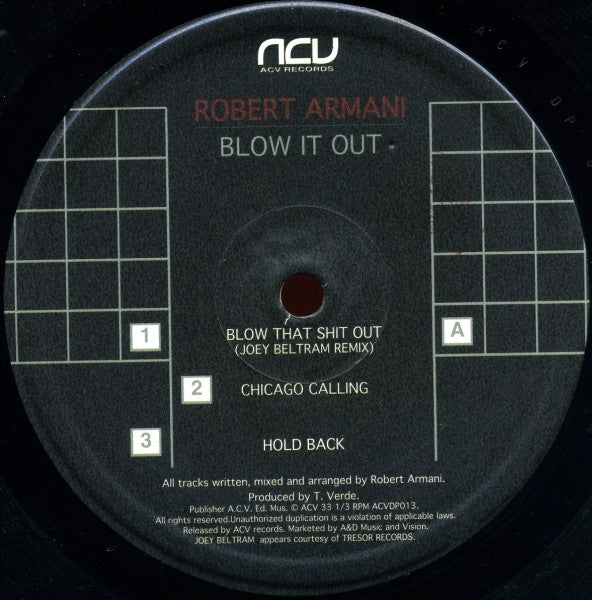 ACV
ACV RECORDS
ROBERT ARMANI
BLOW IT OUT
1
BLOW THAT SHIT OUT
(JOEY BELTRAM REMIX)
A
2
CHICAGO CALLING
3
HOLD BACK
All tracks written, mixed and arranged by Robert Armani.
Produced by T. Verde.
Publisher A.C.V. Ed. Mus. © ACV 33 1/3 RPM ACVDP013.
All rights reserved.Unauthorized duplication is a violation of applicable laws.
Released by ACV records. Marketed by A&D Music and Vision.
JOEY BELTRAM appears courtesy of TRESOR RECORDS.